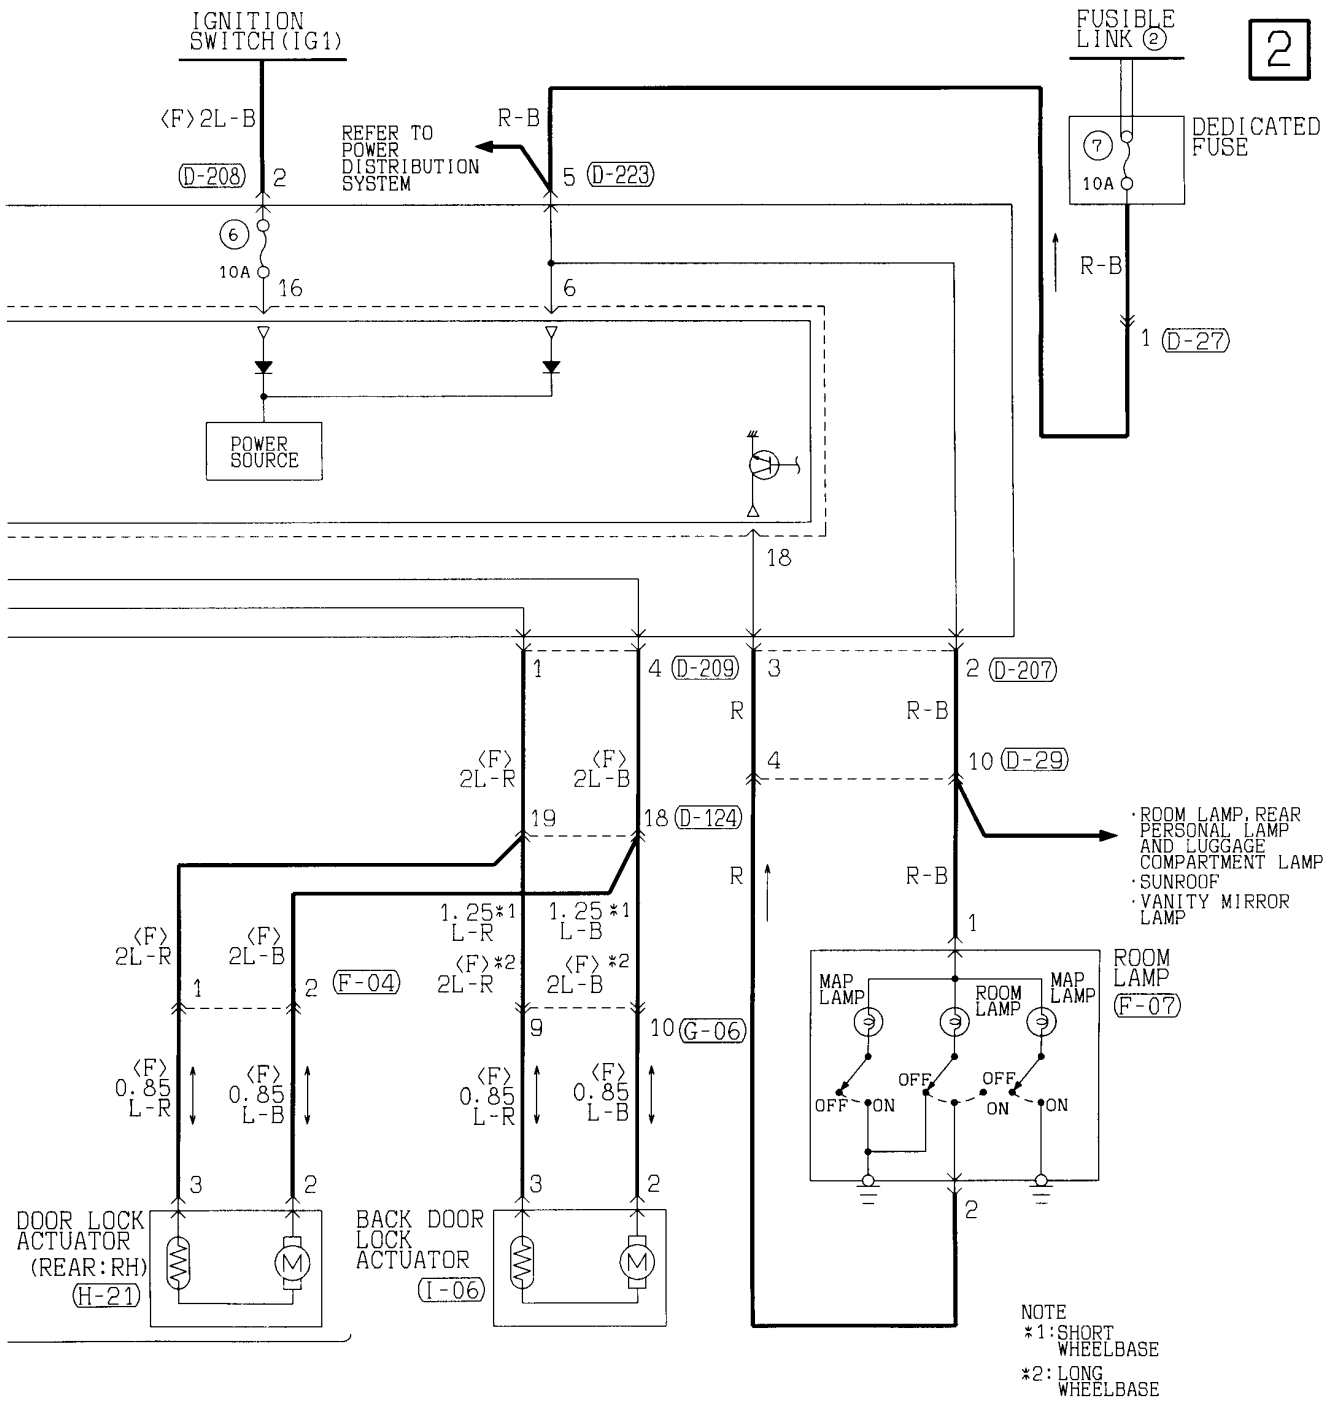 IGNITION
SWITCH(IG1)
FUSIBLE
LINK ②
2
<F>2L-B
R-B
REFER TO
POWER
DISTRIBUTION
SYSTEM
DEDICATED
FUSE
7
10A
D-208 2
5 D-223
6
10A
16
6
R-B
1 D-27
POWER
SOURCE
18
1
4 D-209
3
2 D-207
R
R-B
<F>
2L-R
<F>
2L-B
4
10 D-29
19
18 D-124
·ROOM LAMP,REAR
PERSONAL LAMP
AND LUGGAGE
COMPARTMENT LAMP
·SUNROOF
·VANITY MIRROR
LAMP
R
R-B
1.25*1
L-R
1.25*1
L-B
<F>
2L-R
<F>
2L-B
<F>*2
2L-R
<F>*2
2L-B
1
ROOM
LAMP
F-07
MAP
LAMP
ROOM
LAMP
MAP
LAMP
1
2 F-04
9
10 G-06
<F>
0.85
L-R
<F>
0.85
L-B
<F>
0.85
L-R
<F>
0.85
L-B
OFF
ON
OFF
ON
OFF
ON
3
2
3
2
2
DOOR LOCK
ACTUATOR
(REAR:RH)
H-21
M
BACK DOOR
LOCK
ACTUATOR
I-06
M
NOTE
*1:SHORT
WHEELBASE
*2:LONG
WHEELBASE